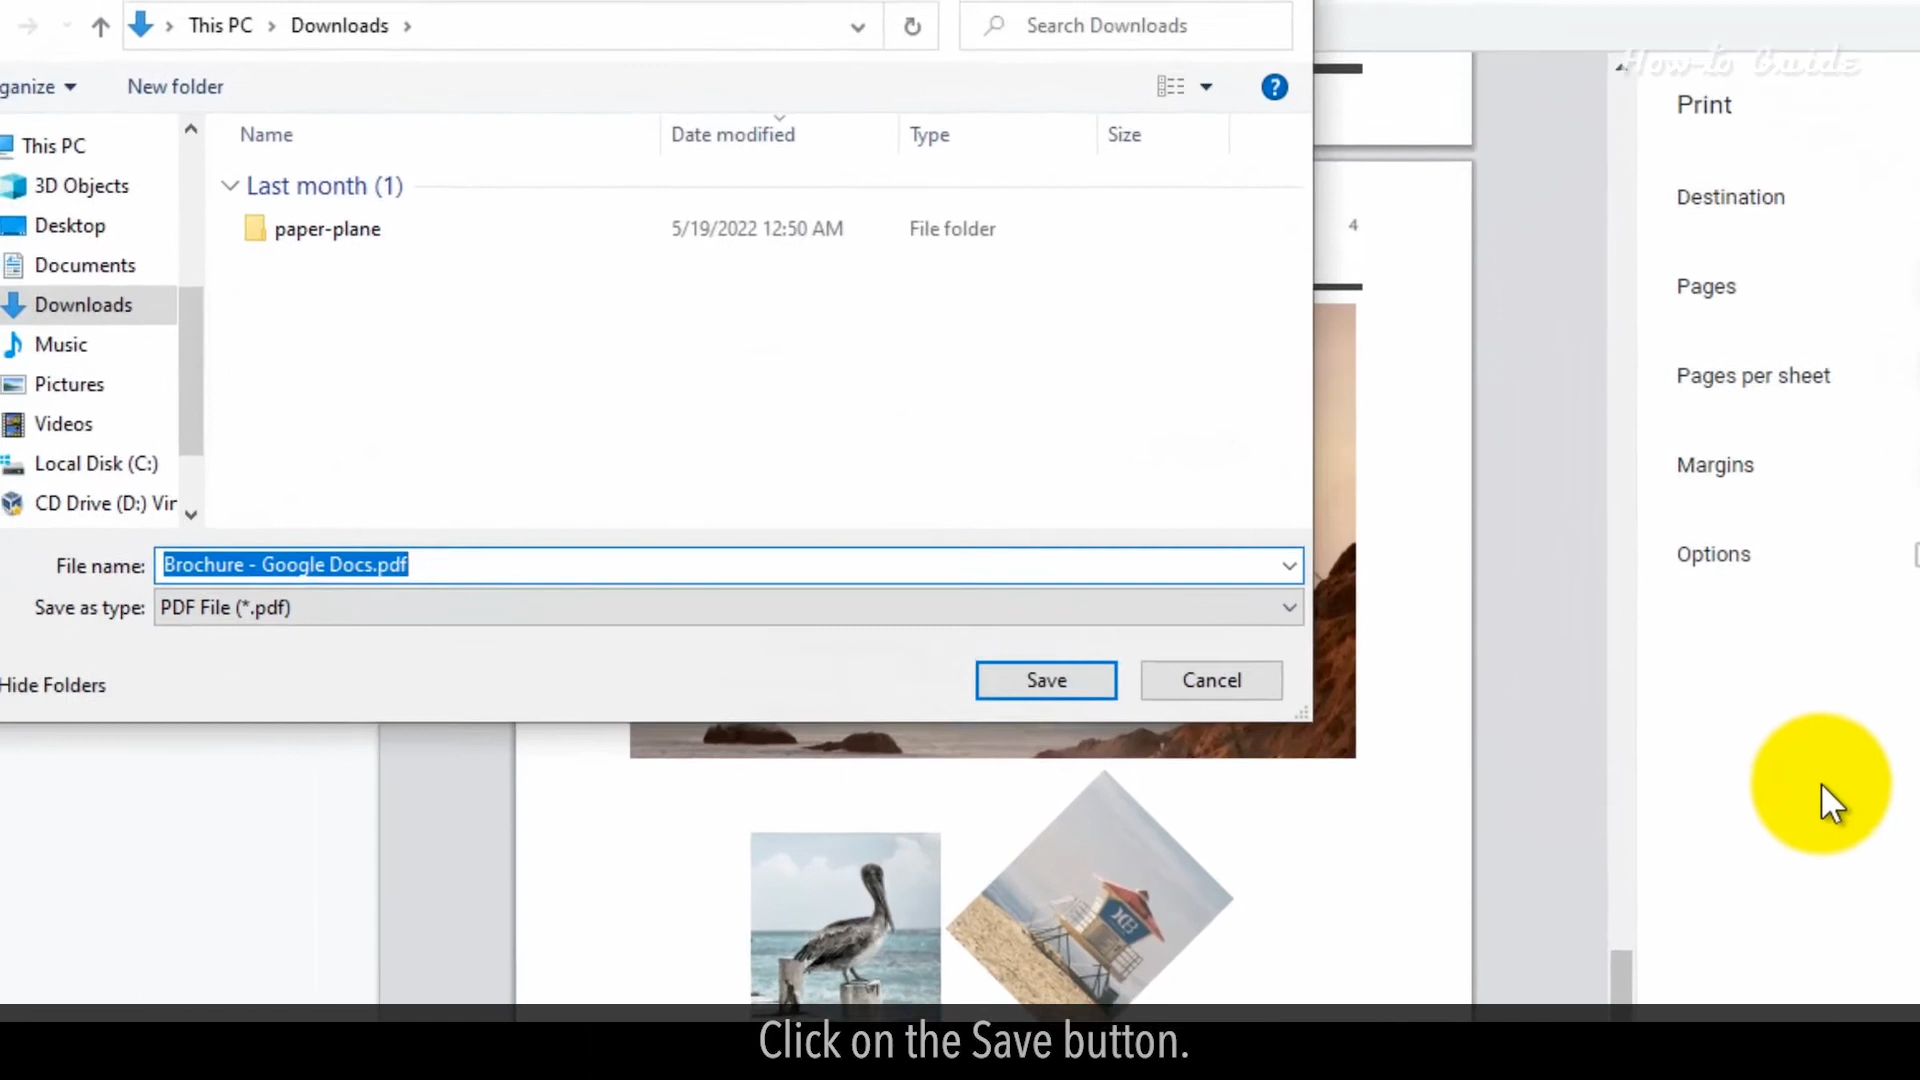 This PC > Downloads >
Search Downloads
How-to Guide
ganize
New folder
?
Print
Name
Date modified
Type
Size
This PC
3D Objects
Desktop
Documents
Downloads
Music
Pictures
Videos
Local Disk (C:)
CD Drive (D:) Vir
Last month (1)
paper-plane
5/19/2022 12:50 AM
File folder
4
Destination
Pages
Pages per sheet
Margins
Options
File name:
Brochure - Google Docs.pdf
Save as type:
PDF File (*.pdf)
Hide Folders
Save
Cancel
Click on the Save button.